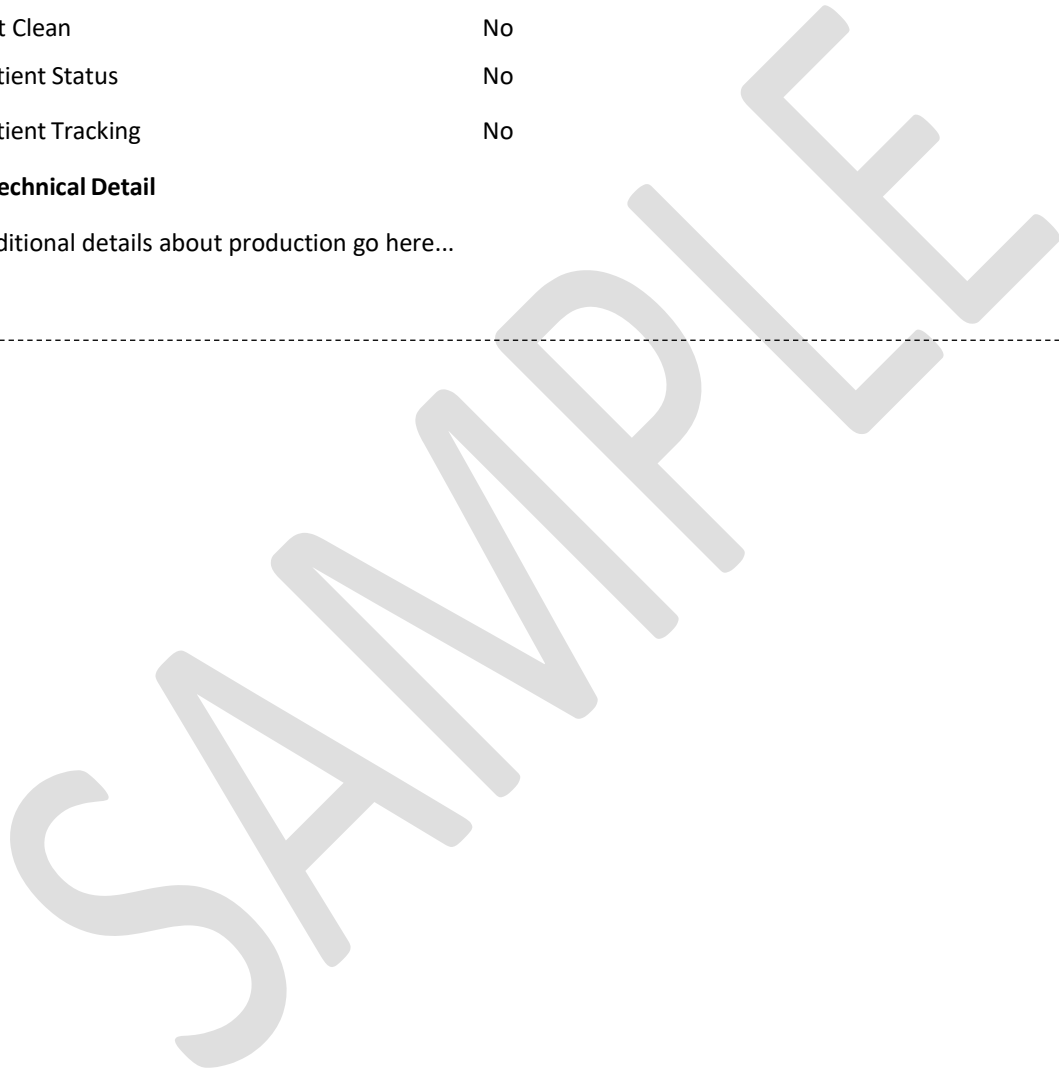 t Clean No
tient Status No
tient Tracking No
echnical Detail
ditional details about production go here...
SAMPLE